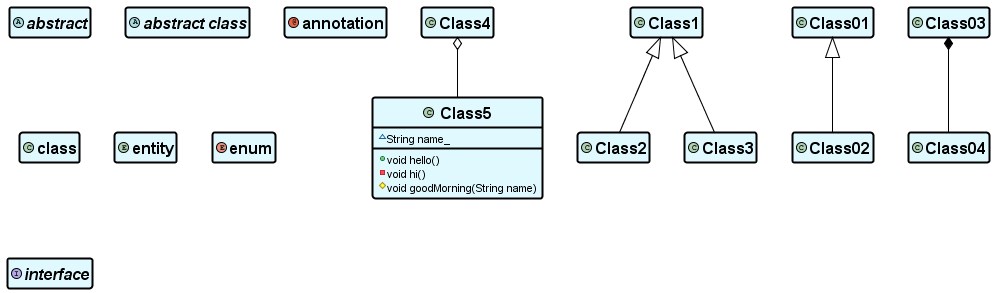 A abstract
A abstract class
@ annotation
C Class4
C Class1
C Class01
C Class03
C Class5
String name_
void hello()
void hi()
void goodMorning(String name)
C class
E entity
E enum
C Class2
C Class3
C Class02
C Class04
I interface